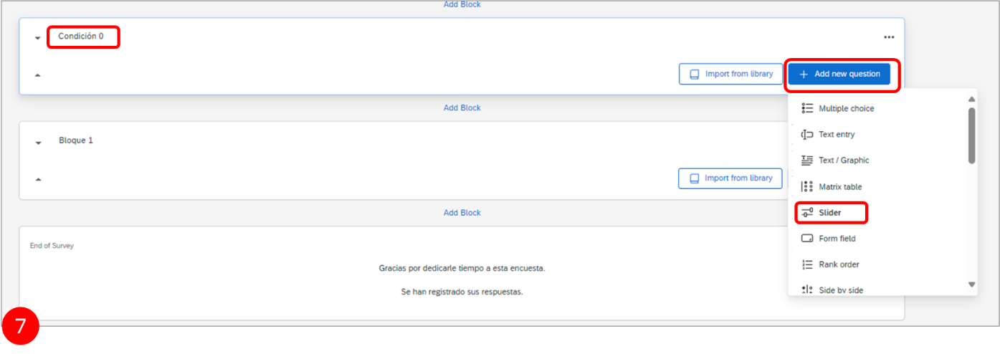 Add Block
Condición 0
•••
Import from library
+ Add new question
Add Block
Multiple choice
Text entry
Text / Graphic
Matrix table
Slider
Form field
Rank order
Side by side
Bloque 1
Import from library
Add Block
End of Survey
Gracias por dedicarle tiempo a esta encuesta.
Se han registrado sus respuestas.
7